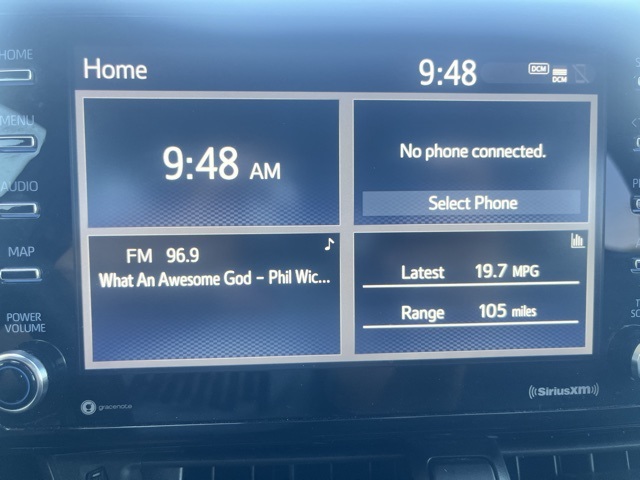 HOME
Home
9:48
DCM
DCM
MENU
9:48 AM
No phone connected.
Select Phone
AUDIO
MAP
FM 96.9
What An Awesome God – Phil Wic...
Latest 19.7 MPG
Range 105 miles
POWER
VOLUME
gracenote
((SiriusXM))